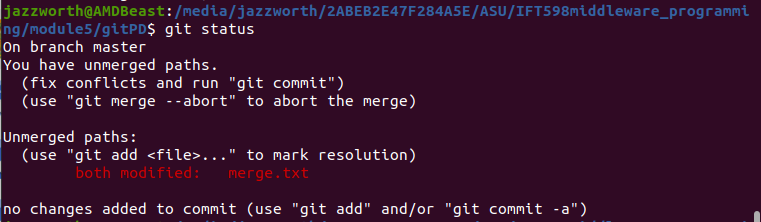 jazzworth@AMDBeast:/media/jazzworth/2ABEB2E47F284A5E/ASU/IFT598middleware_programmi
ng/module5/gitPD$ git status
On branch master
You have unmerged paths.
  (fix conflicts and run "git commit")
  (use "git merge --abort" to abort the merge)

Unmerged paths:
  (use "git add <file>..." to mark resolution)
        both modified:   merge.txt

no changes added to commit (use "git add" and/or "git commit -a")